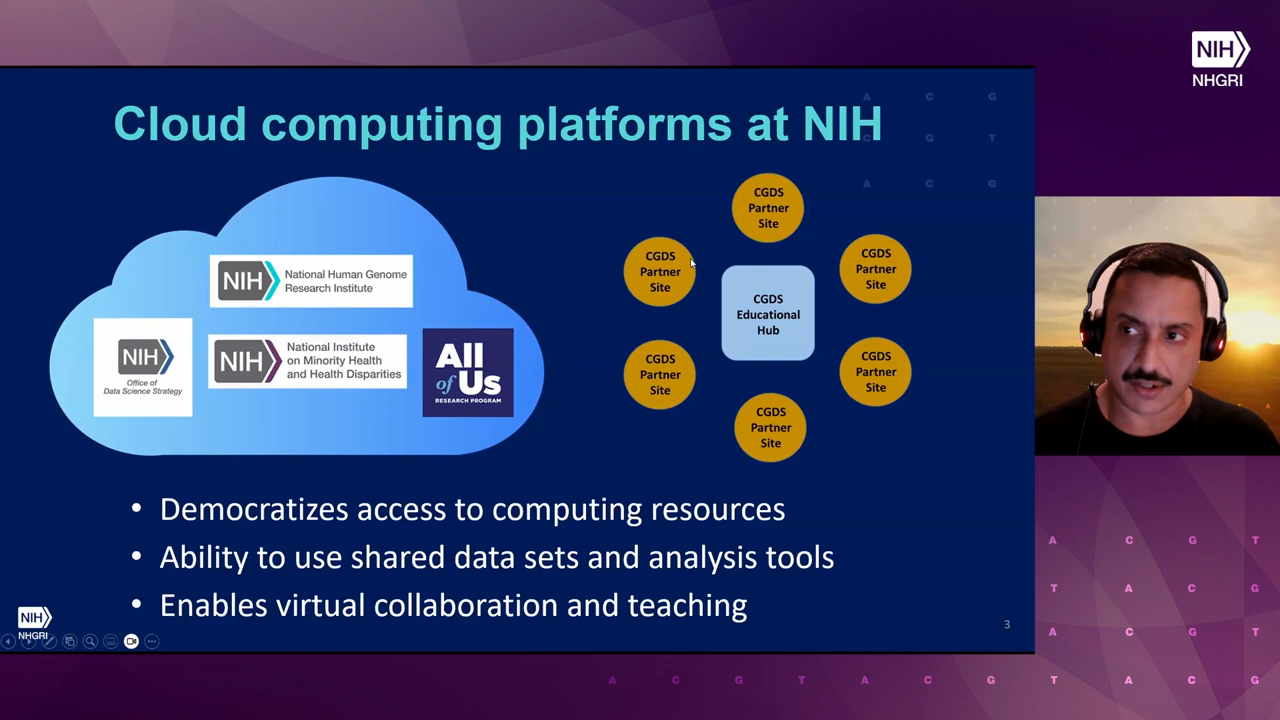 NIH
NHGRI
Cloud computing platforms at NIH
A C G
C G T
A C G
NIH
National Human Genome
Research Institute
NIH
Office of
Data Science Strategy
NIH
National Institute
on Minority Health
and Health Disparities
All
of Us
RESEARCH PROGRAM
CGDS
Partner
Site
CGDS
Partner
Site
CGDS
Partner
Site
CGDS
Educational
Hub
CGDS
Partner
Site
CGDS
Partner
Site
CGDS
Partner
Site
• Democratizes access to computing resources
• Ability to use shared data sets and analysis tools
• Enables virtual collaboration and teaching
NIH
NHGRI
3
A C G T
T A C G
A C G T
A C G T A C G T A C G